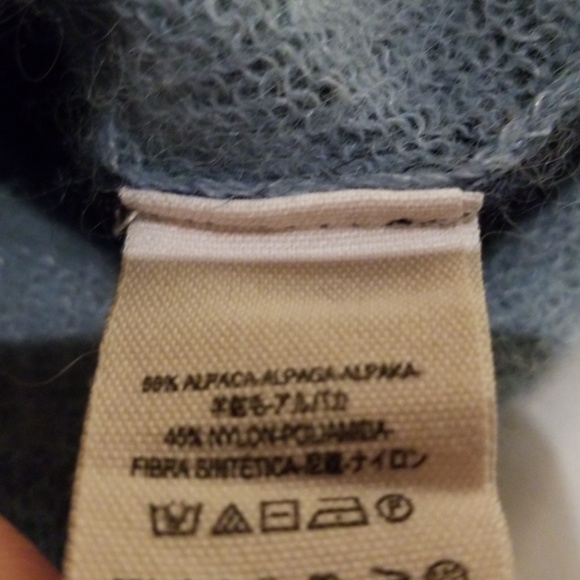 55% ALPACA-ALPAGA-ALPAKA-
羊駝毛-アルパカ
45% NYLON-POLIAMIDA-
FIBRA SINTETICA-尼龍-ナイロン
P